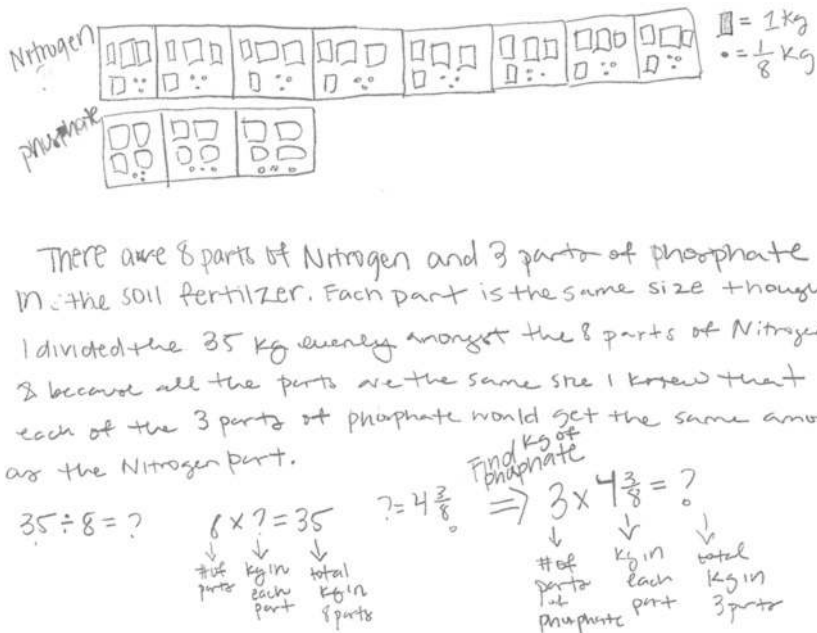 Nitrogen
= 1 kg
• = 1/8 kg
phosphate
There are 8 parts of Nitrogen and 3 parts of phosphate
in the soil fertilzer. Each part is the same size though
I divided the 35 kg evenly amongst the 8 parts of Nitrogen
& because all the parts are the same size I knew that
each of the 3 parts of phosphate would get the same amo
as the Nitrogen part.
Find kg of
phaphate
35 ÷ 8 = ? 8 × ? = 35 ? = 4 3/8 ⇒ 3 × 4 3/8 = ?
# of parts
kg in each part
total kg in 8 parts
# of parts of phosphate
kg in each part
total kg in 3 parts